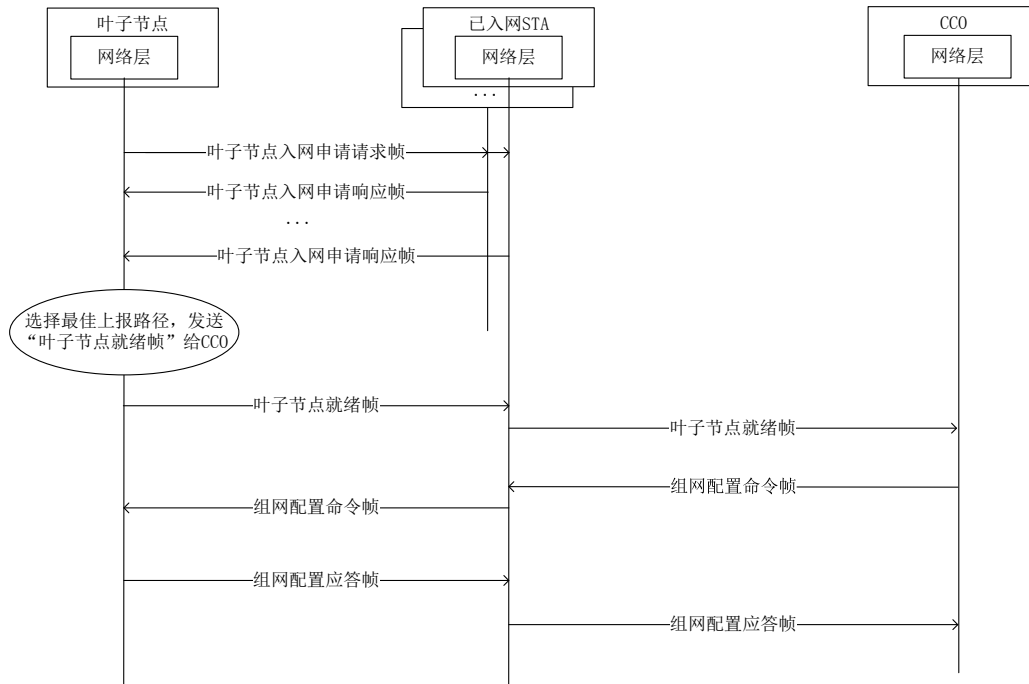 叶子节点
网络层
已入网STA
网络层
...
CCO
网络层
叶子节点入网申请请求帧
叶子节点入网申请响应帧
...
叶子节点入网申请响应帧
选择最佳上报路径，发送
“叶子节点就绪帧”给CCO
叶子节点就绪帧
叶子节点就绪帧
组网配置命令帧
组网配置命令帧
组网配置应答帧
组网配置应答帧